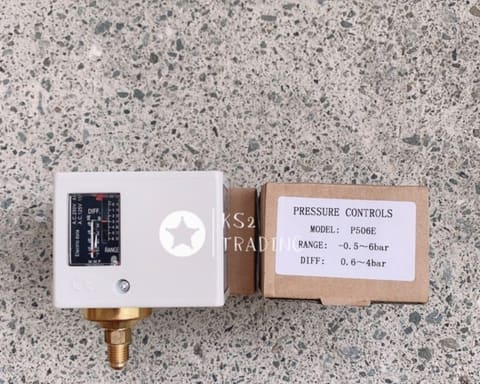 DIFF
RANGE
KS2
TRADING
PRESSURE CONTROLS
MODEL: P506E
RANGE: -0.5～6bar
DIFF: 0.6～4bar